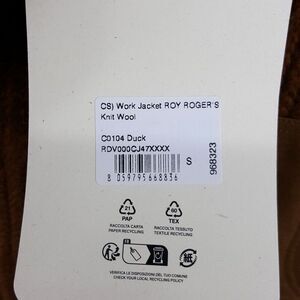 CS) Work Jacket ROY ROGER'S
Knit Wool
C0104 Duck
RDV000CJ47XXXX
S
8 059795 668836
968323
21
PAP
RACCOLTA CARTA
PAPER RECYCLING
60
TEX
RACCOLTA TESSUTO
TEXTILE RECYCLING
VERIFICA LE DISPOSIZIONI DEL TUO COMUNE
CHECK YOUR LOCAL RECYCLING GUIDELINES